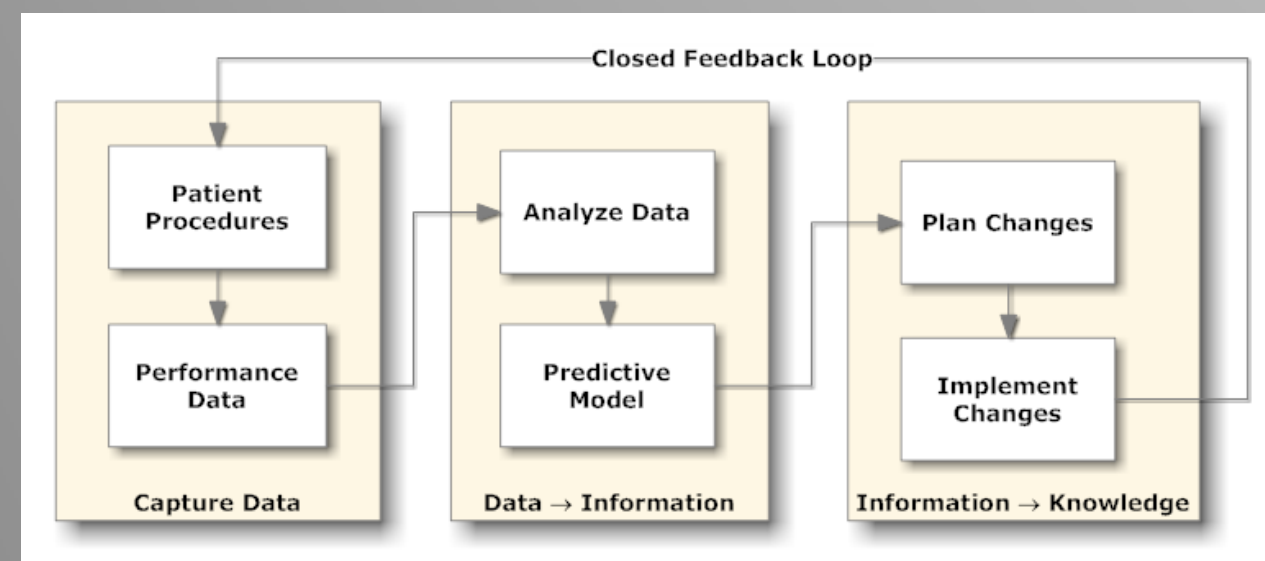 Closed Feedback Loop
Patient
Procedures
Performance
Data
Capture Data
Analyze Data
Predictive
Model
Data → Information
Plan Changes
Implement
Changes
Information → Knowledge